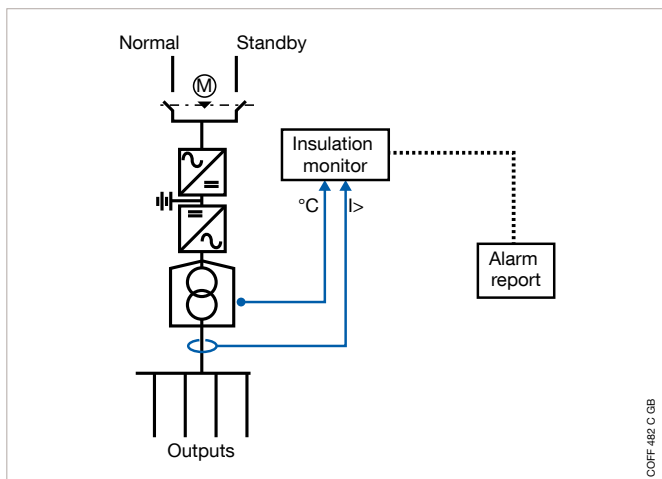 Normal
Standby
M
Insulation
monitor
°C
I>
Alarm
report
Outputs
COFF 482 C GB